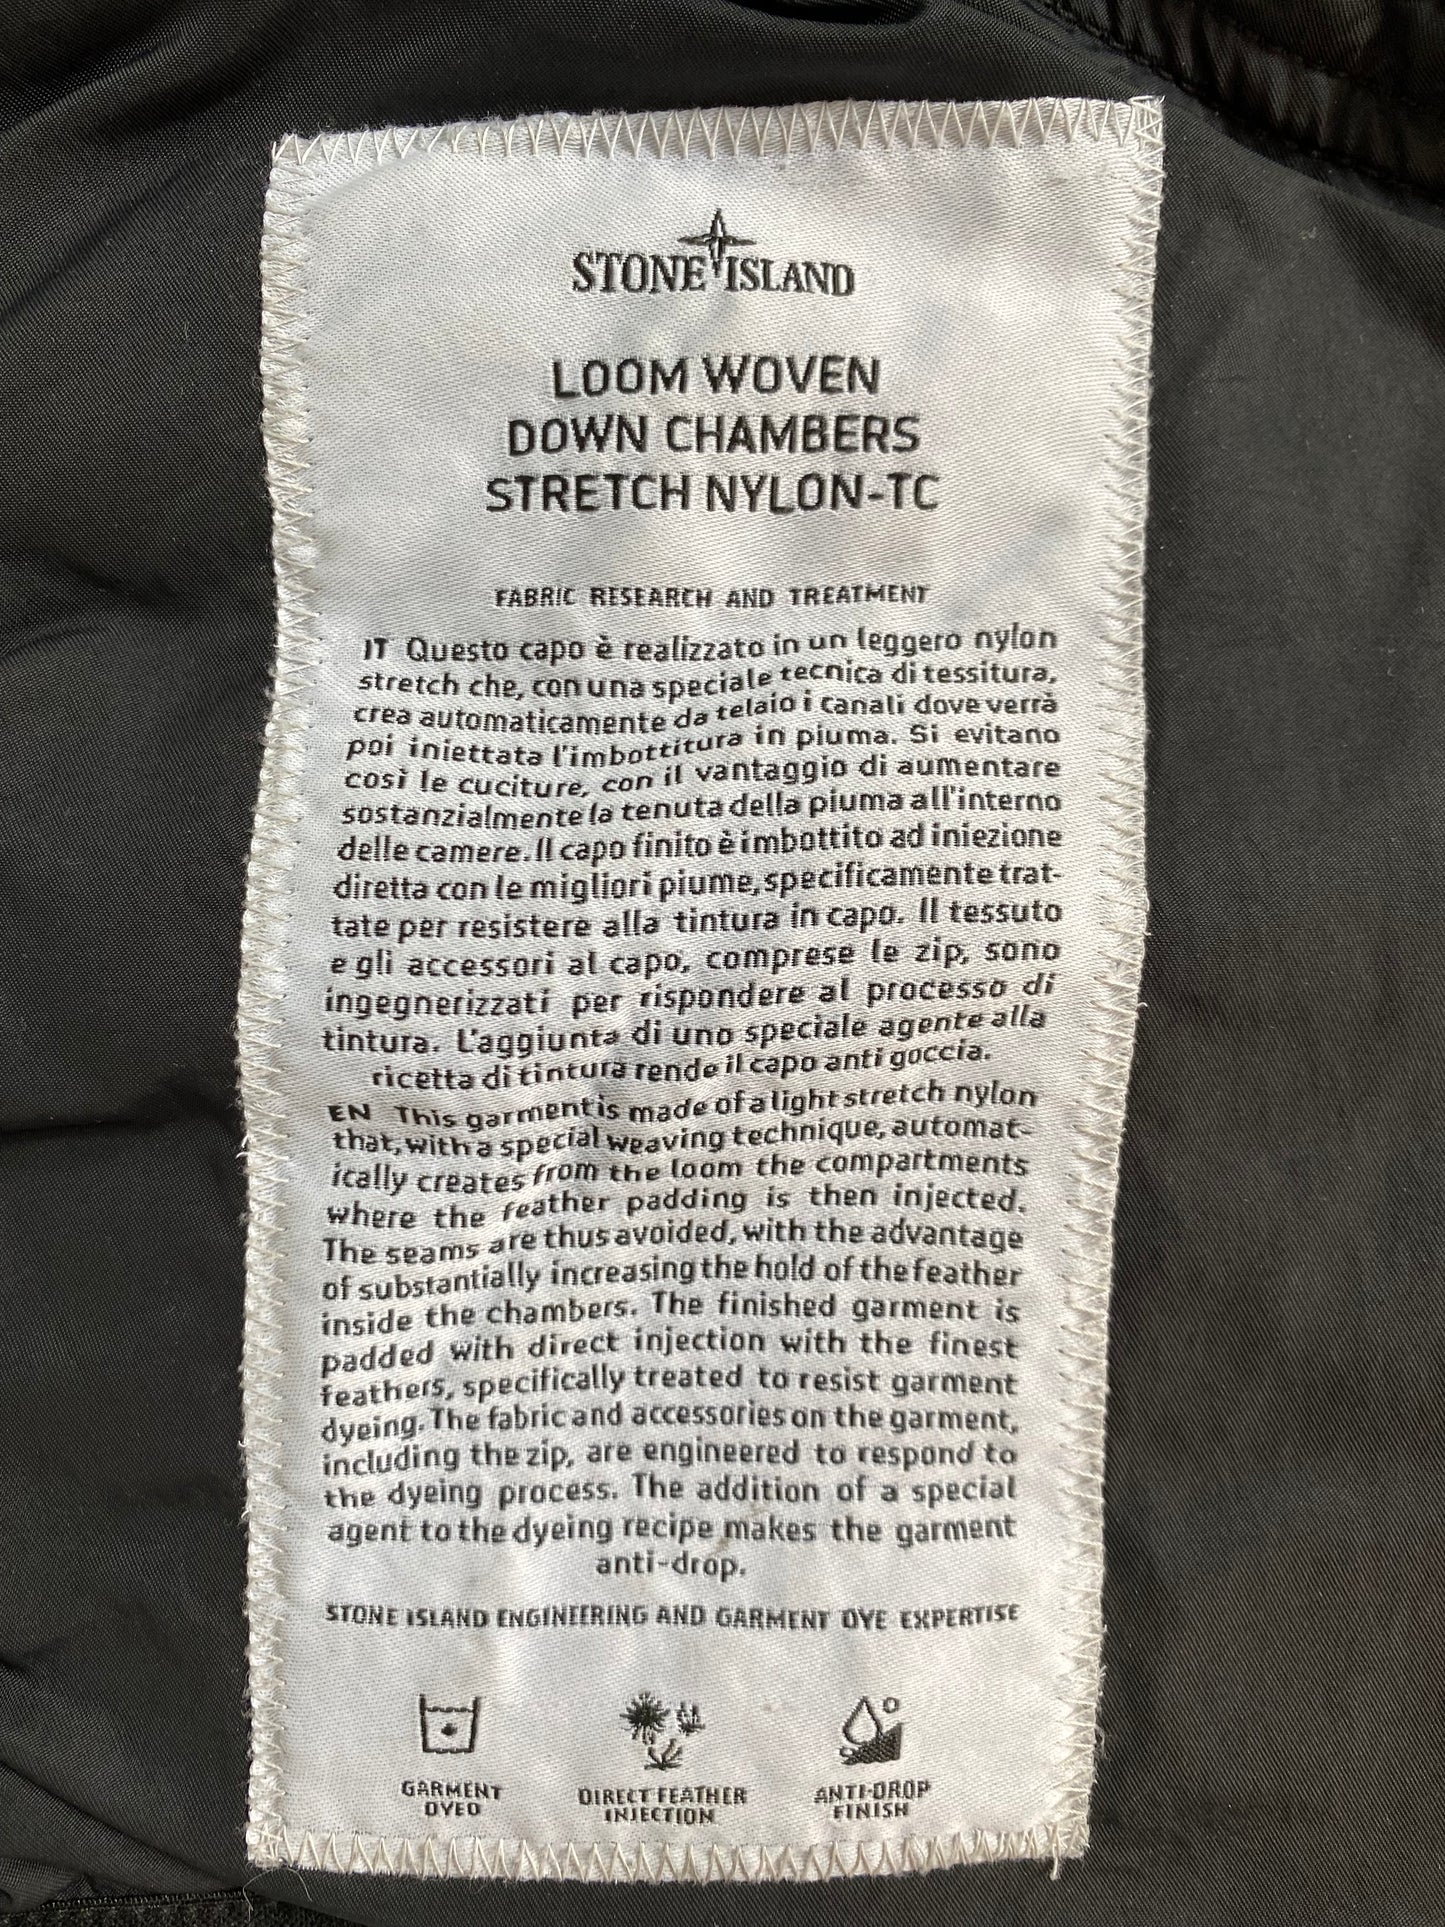 STONE ISLAND
LOOM WOVEN
DOWN CHAMBERS
STRETCH NYLON-TC
FABRIC RESEARCH AND TREATMENT
IT Questo capo è realizzato in un leggero nylon
stretch che, con una speciale tecnica di tessitura,
crea automaticamente da telaio i canali dove verrà
poi iniettata l'imbottitura in piuma. Si evitano
così le cuciture, con il vantaggio di aumentare
sostanzialmente la tenuta della piuma all'interno
delle camere. Il capo finito è imbottito ad iniezione
diretta con le migliori piume, specificamente trat-
tate per resistere alla tintura in capo. Il tessuto
e gli accessori al capo, comprese le zip, sono
ingegnerizzati per rispondere al processo di
tintura. L'aggiunta di uno speciale agente alla
ricetta di tintura rende il capo anti goccia.
EN This garment is made of a light stretch nylon
that, with a special weaving technique, automat-
ically creates from the loom the compartments
where the feather padding is then injected.
The seams are thus avoided, with the advantage
of substantially increasing the hold of the feather
inside the chambers. The finished garment is
padded with direct injection with the finest
feathers, specifically treated to resist garment
dyeing. The fabric and accessories on the garment,
including the zip, are engineered to respond to
the dyeing process. The addition of a special
agent to the dyeing recipe makes the garment
anti-drop.
STONE ISLAND ENGINEERING AND GARMENT DYE EXPERTISE
GARMENT
DYED
DIRECT FEATHER
INJECTION
ANTI-DROP
FINISH